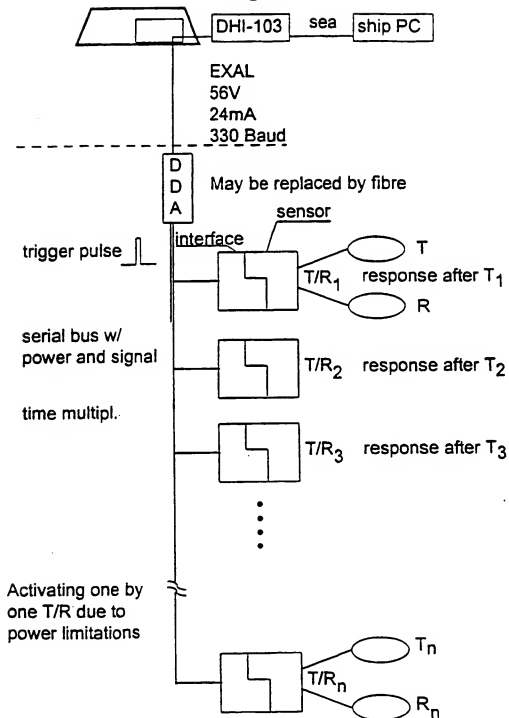 DHI-103 sea ship PC
EXAL
56V
24mA
330 Baud
D
D
A
May be replaced by fibre
sensor
interface
trigger pulse
T
T/R1 response after T1
R
serial bus w/
power and signal
T/R2 response after T2
time multipl.
T/R3 response after T3
Activating one by
one T/R due to
power limitations
Tn
T/Rn
Rn